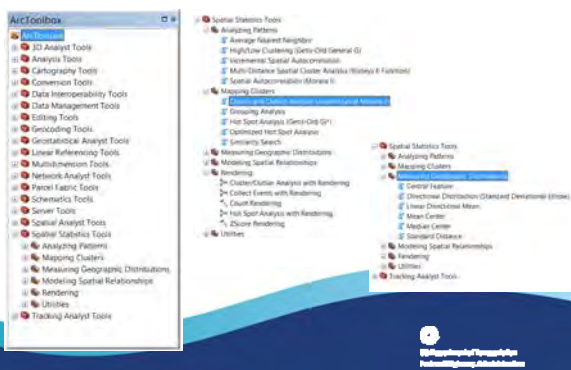 ArcToolbox
ArcToolbox
3D Analyst Tools
Analysis Tools
Cartography Tools
Conversion Tools
Data Interoperability Tools
Data Management Tools
Editing Tools
Geocoding Tools
Geostatistical Analyst Tools
Linear Referencing Tools
Multidimension Tools
Network Analyst Tools
Parcel Fabric Tools
Schematics Tools
Server Tools
Spatial Analyst Tools
Spatial Statistics Tools
Analyzing Patterns
Mapping Clusters
Measuring Geographic Distributions
Modeling Spatial Relationships
Rendering
Utilities
Tracking Analyst Tools
Spatial Statistics Tools
Analyzing Patterns
Average Nearest Neighbor
High/Low Clustering (Getis-Ord General G)
Incremental Spatial Autocorrelation
Multi-Distance Spatial Cluster Analysis (Ripleys K Function)
Spatial Autocorrelation (Morans I)
Mapping Clusters
Cluster and Outlier Analysis (Anselin Local Morans I)
Grouping Analysis
Hot Spot Analysis (Getis-Ord Gi*)
Optimized Hot Spot Analysis
Similarity Search
Measuring Geographic Distributions
Modeling Spatial Relationships
Rendering
Cluster/Outlier Analysis with Rendering
Collect Events with Rendering
Count Rendering
Hot Spot Analysis with Rendering
ZScore Rendering
Utilities
Spatial Statistics Tools
Analyzing Patterns
Mapping Clusters
Measuring Geographic Distributions
Central Feature
Directional Distribution (Standard Deviational Ellipse)
Linear Directional Mean
Mean Center
Median Center
Standard Distance
Modeling Spatial Relationships
Rendering
Utilities
Tracking Analyst Tools
US Department of Transportation
Federal Highway Administration